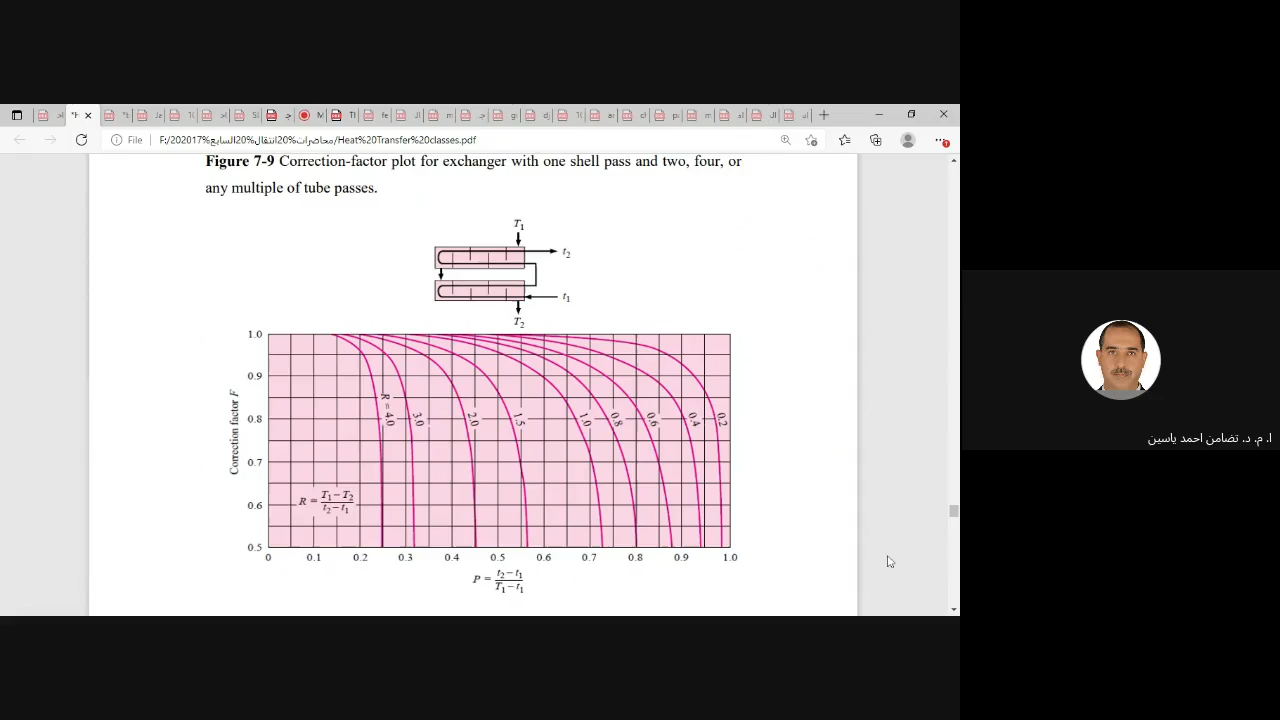 File F:/202017%السابع20%انتقال20%محاضرات/Heat%20Transfer%20classes.pdf
Figure 7-9 Correction-factor plot for exchanger with one shell pass and two, four, or
any multiple of tube passes.
T1
t2
t1
T2
Correction factor F
1.0
0.9
0.8
0.7
0.6
0.5
R = 4.0
3.0
2.0
1.5
1.0
0.8
0.6
0.4
0.2
R = T1 − T2 / t2 − t1
0 0.1 0.2 0.3 0.4 0.5 0.6 0.7 0.8 0.9 1.0
P = t2 − t1 / T1 − t1
ا. م. د. تضامن احمد ياسين